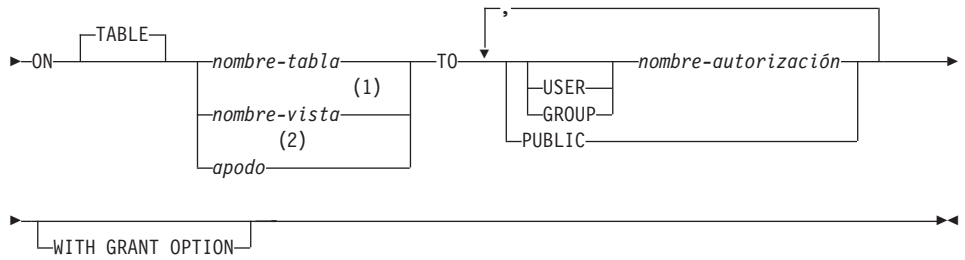 ,
TABLE
ON nombre-tabla TO nombre-autorización
(1) USER
nombre-vista GROUP
(2) PUBLIC
apodo
WITH GRANT OPTION